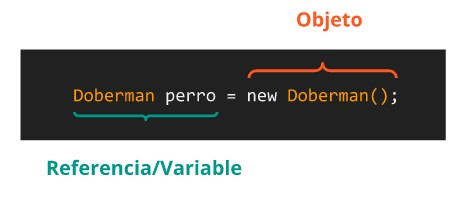 Objeto
Doberman perro = new Doberman();
Referencia/Variable